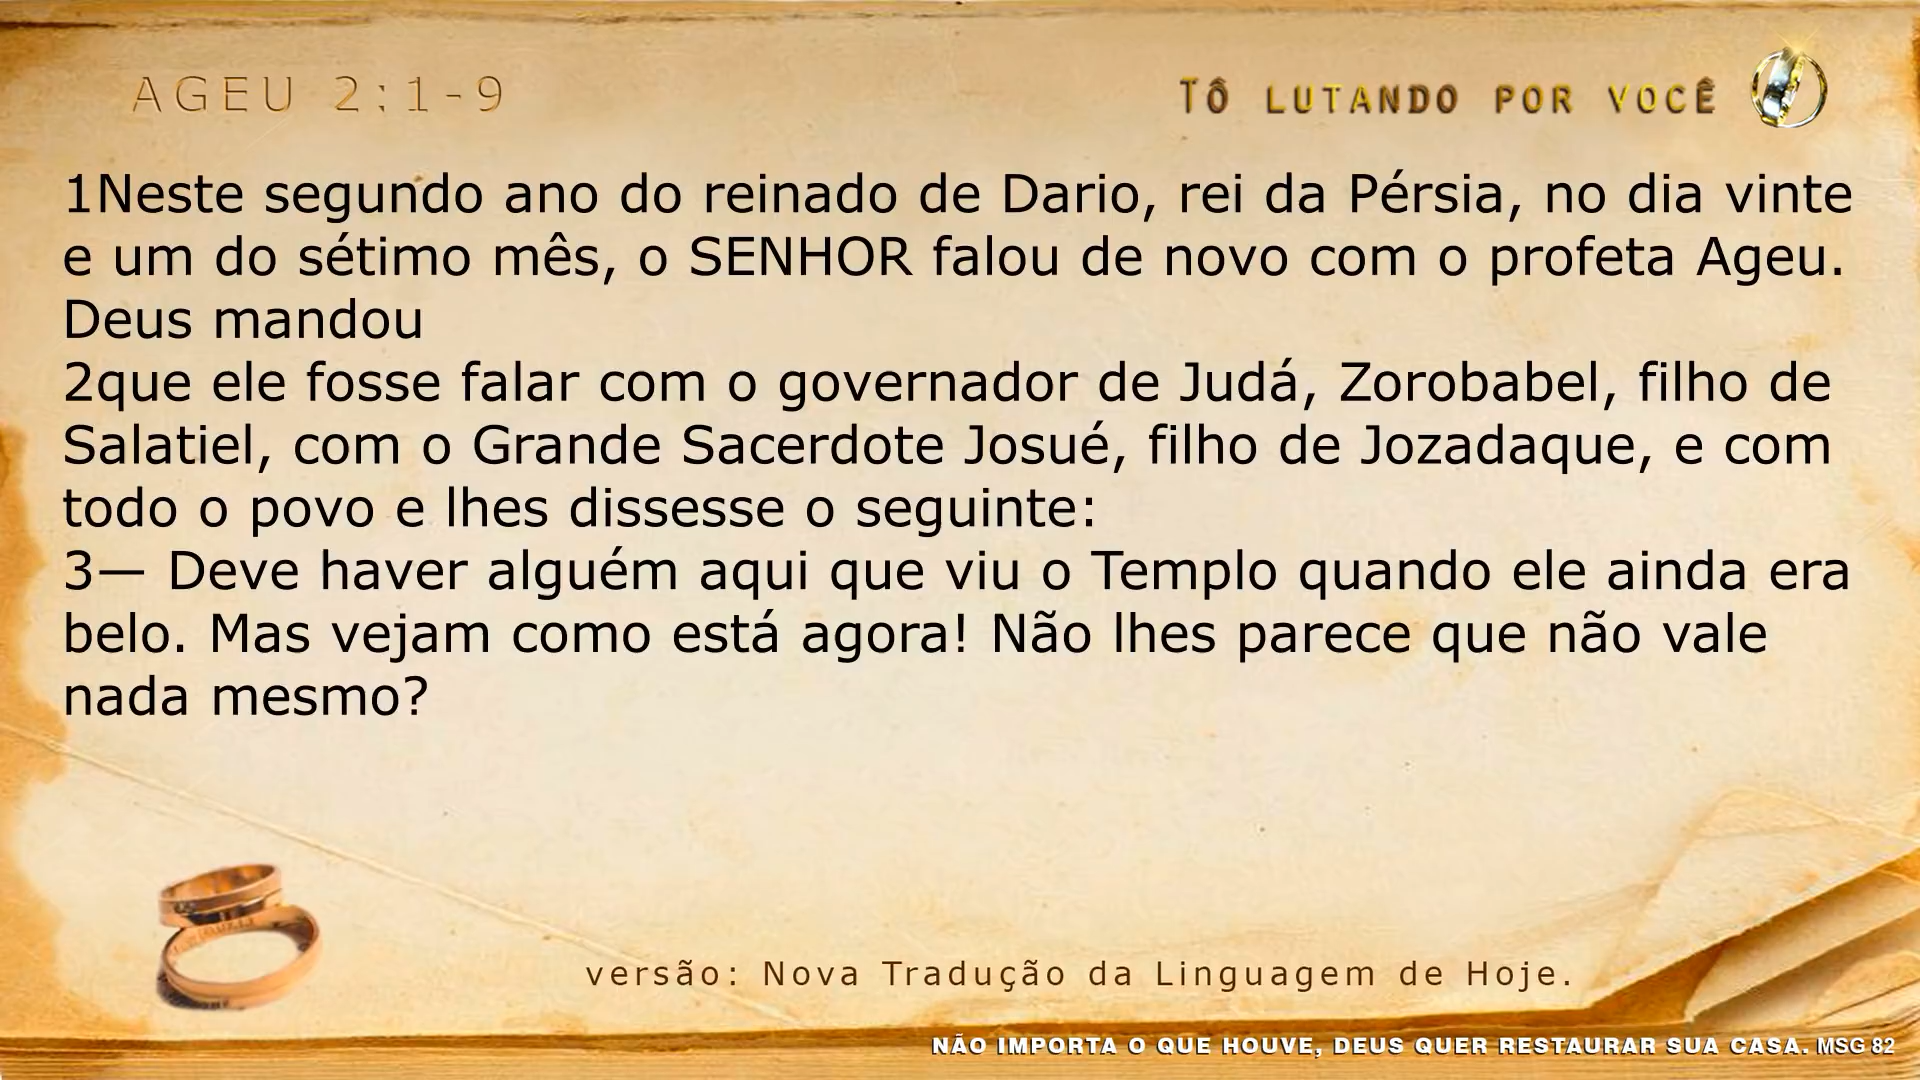 AGEU 2:1-9
TÔ LUTANDO POR VOCÊ
1Neste segundo ano do reinado de Dario, rei da Pérsia, no dia vinte
e um do sétimo mês, o SENHOR falou de novo com o profeta Ageu.
Deus mandou
2que ele fosse falar com o governador de Judá, Zorobabel, filho de
Salatiel, com o Grande Sacerdote Josué, filho de Jozadaque, e com
todo o povo e lhes dissesse o seguinte:
3— Deve haver alguém aqui que viu o Templo quando ele ainda era
belo. Mas vejam como está agora! Não lhes parece que não vale
nada mesmo?
versão: Nova Tradução da Linguagem de Hoje.
NÃO IMPORTA O QUE HOUVE, DEUS QUER RESTAURAR SUA CASA. MSG 82